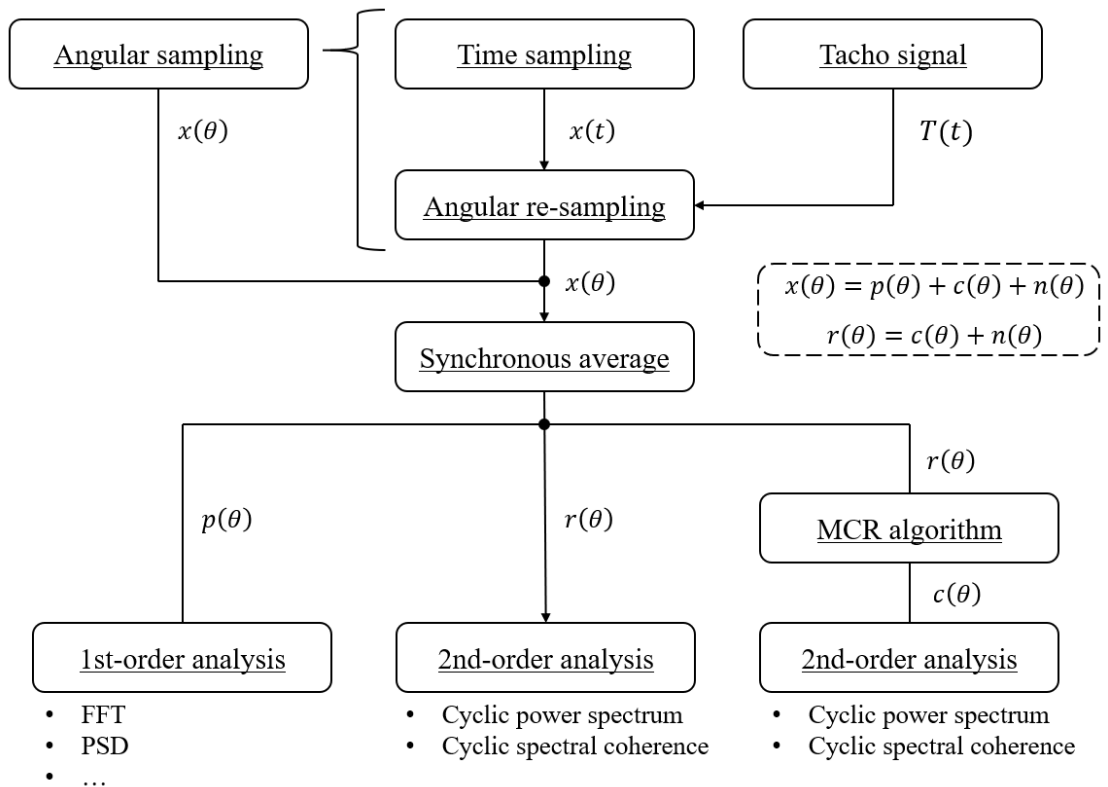 Angular sampling
Time sampling
Tacho signal
x(θ)
x(t)
T(t)
Angular re-sampling
x(θ)
x(θ) = p(θ) + c(θ) + n(θ)
r(θ) = c(θ) + n(θ)
Synchronous average
r(θ)
p(θ)
r(θ)
MCR algorithm
c(θ)
1st-order analysis
2nd-order analysis
2nd-order analysis
• FFT
• PSD
• …
• Cyclic power spectrum
• Cyclic spectral coherence
• Cyclic power spectrum
• Cyclic spectral coherence